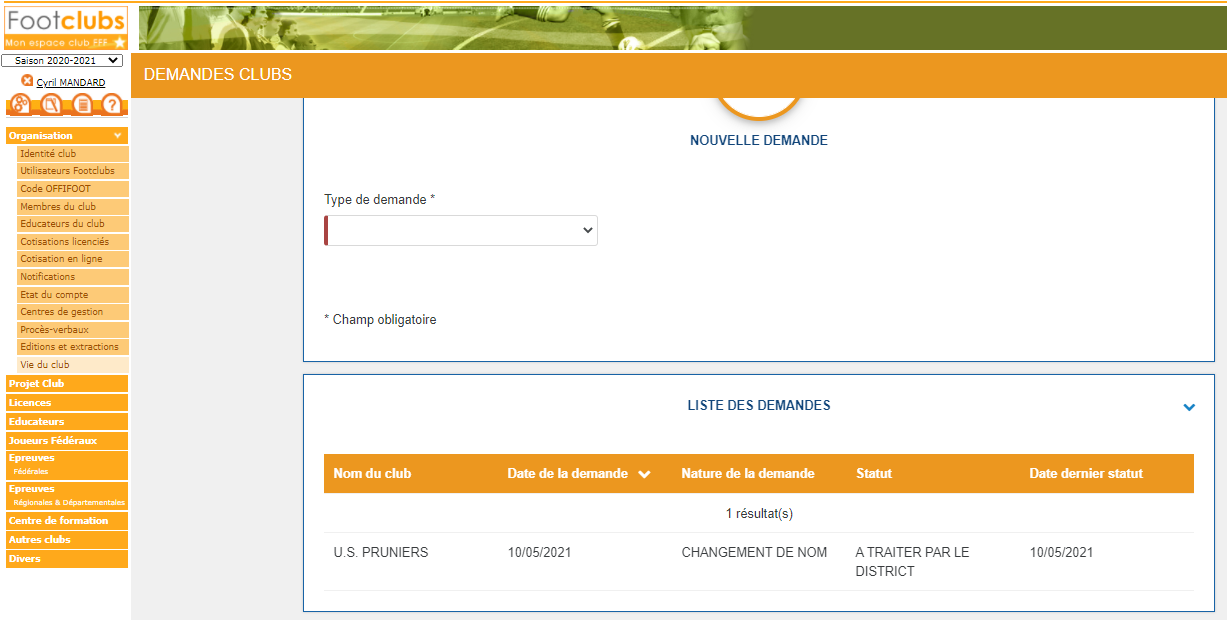 Footclubs
Mon espace club FFF
Saison 2020-2021
Cyril MANDARD
Organisation
Identité club
Utilisateurs Footclubs
Code OFFIFOOT
Membres du club
Educateurs du club
Cotisations licenciés
Cotisation en ligne
Notifications
Etat du compte
Centres de gestion
Procès-verbaux
Editions et extractions
Vie du club
Projet Club
Licences
Educateurs
Joueurs Fédéraux
Epreuves
Fédérales
Epreuves
Régionales & Départementales
Centre de formation
Autres clubs
Divers
DEMANDES CLUBS
NOUVELLE DEMANDE
Type de demande *
* Champ obligatoire
LISTE DES DEMANDES
Nom du club Date de la demande Nature de la demande Statut Date dernier statut
1 résultat(s)
U.S. PRUNIERS 10/05/2021 CHANGEMENT DE NOM A TRAITER PAR LE 10/05/2021
DISTRICT